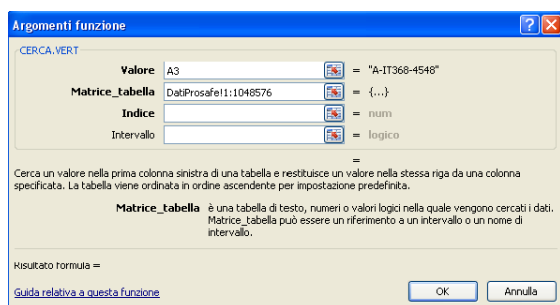 Argomenti funzione
CERCA.VERT
Valore A3 = "A-IT368-4548"
Matrice_tabella DatiProsafe!1:1048576 = {...}
Indice = num
Intervallo = logico
=
Cerca un valore nella prima colonna sinistra di una tabella e restituisce un valore nella stessa riga da una colonna
specificata. La tabella viene ordinata in ordine ascendente per impostazione predefinita.
Matrice_tabella è una tabella di testo, numeri o valori logici nella quale vengono cercati i dati.
Matrice_tabella può essere un riferimento a un intervallo o un nome di
intervallo.
Risultato formula =
Guida relativa a questa funzione OK Annulla